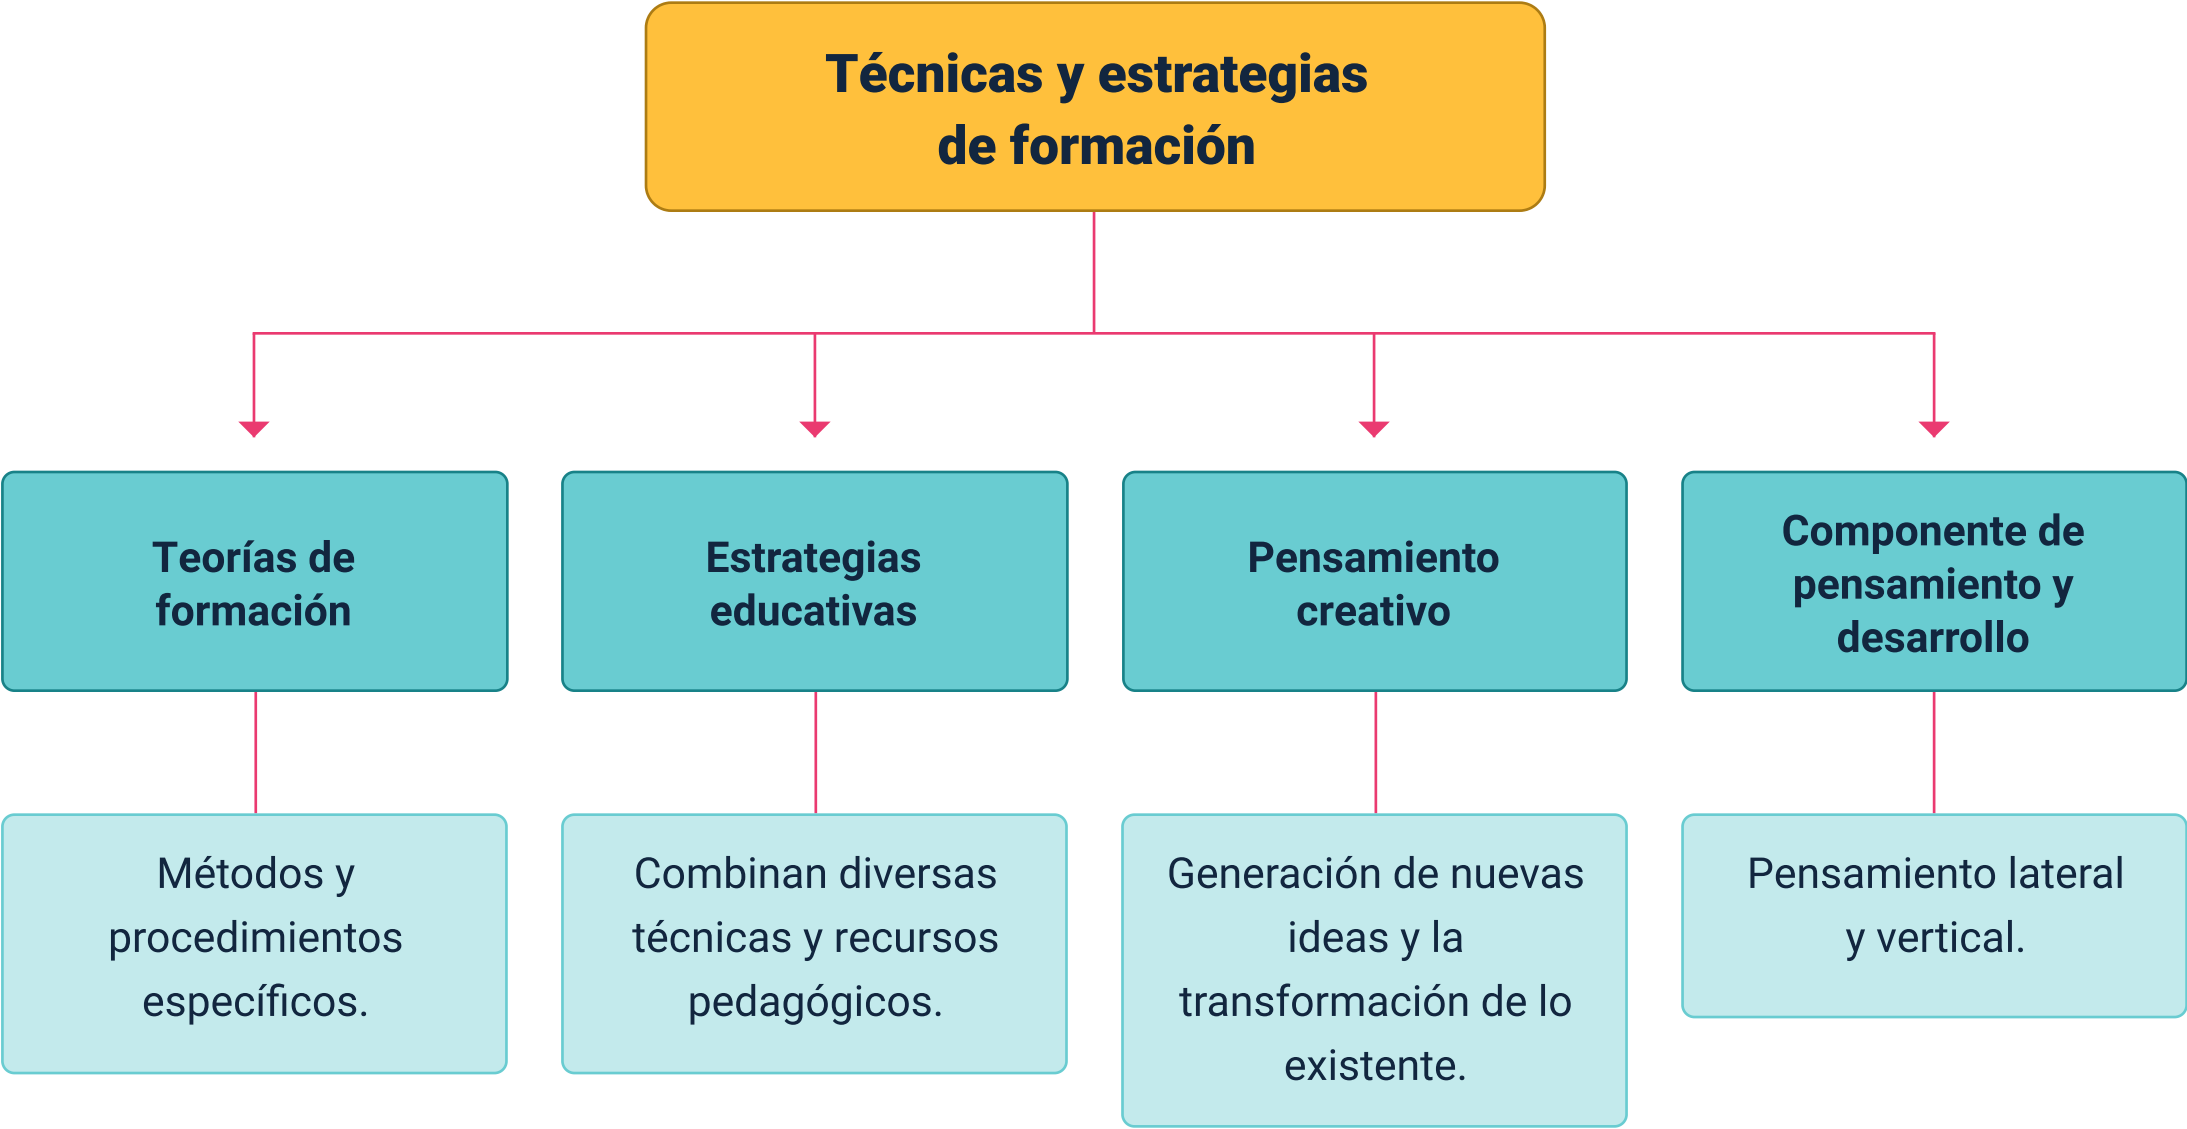 Técnicas y estrategias
de formación
Teorías de
formación
Estrategias
educativas
Pensamiento
creativo
Componente de
pensamiento y
desarrollo
Métodos y
procedimientos
específicos.
Combinan diversas
técnicas y recursos
pedagógicos.
Generación de nuevas
ideas y la
transformación de lo
existente.
Pensamiento lateral
y vertical.